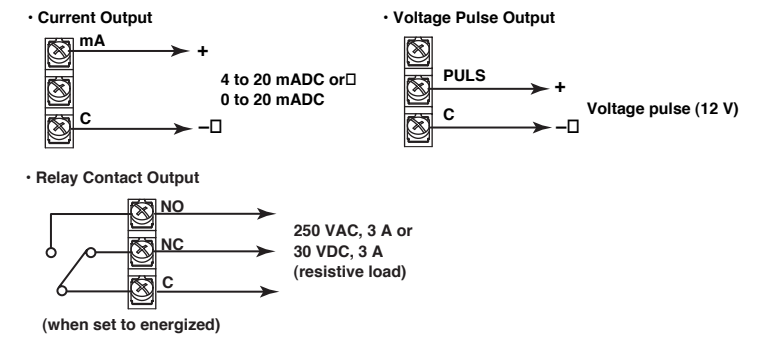 · Current Output
mA
+
4 to 20 mADC or□
0 to 20 mADC
C
−□
· Voltage Pulse Output
PULS
+
C
Voltage pulse (12 V)
−□
· Relay Contact Output
NO
NC
250 VAC, 3 A or
30 VDC, 3 A
(resistive load)
C
(when set to energized)